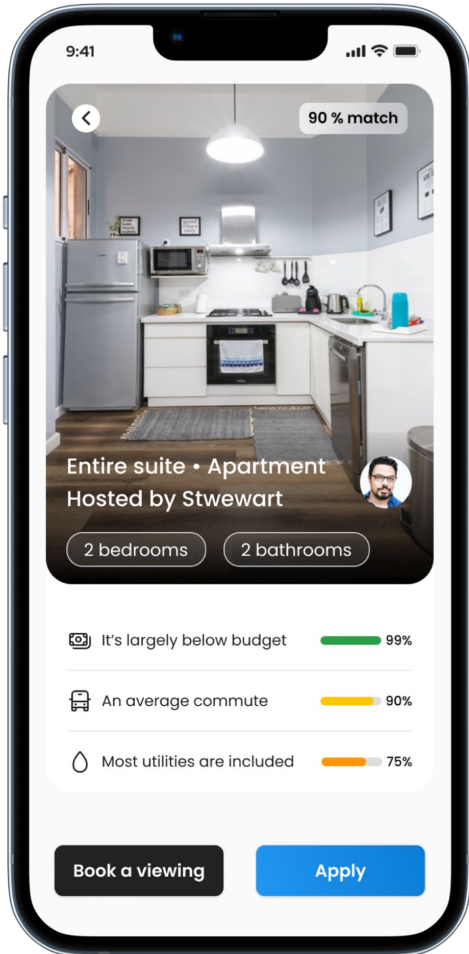 9:41
90 % match
Entire suite • Apartment
Hosted by Stwewart
2 bedrooms
2 bathrooms
It's largely below budget
99%
An average commute
90%
Most utilities are included
75%
Book a viewing
Apply